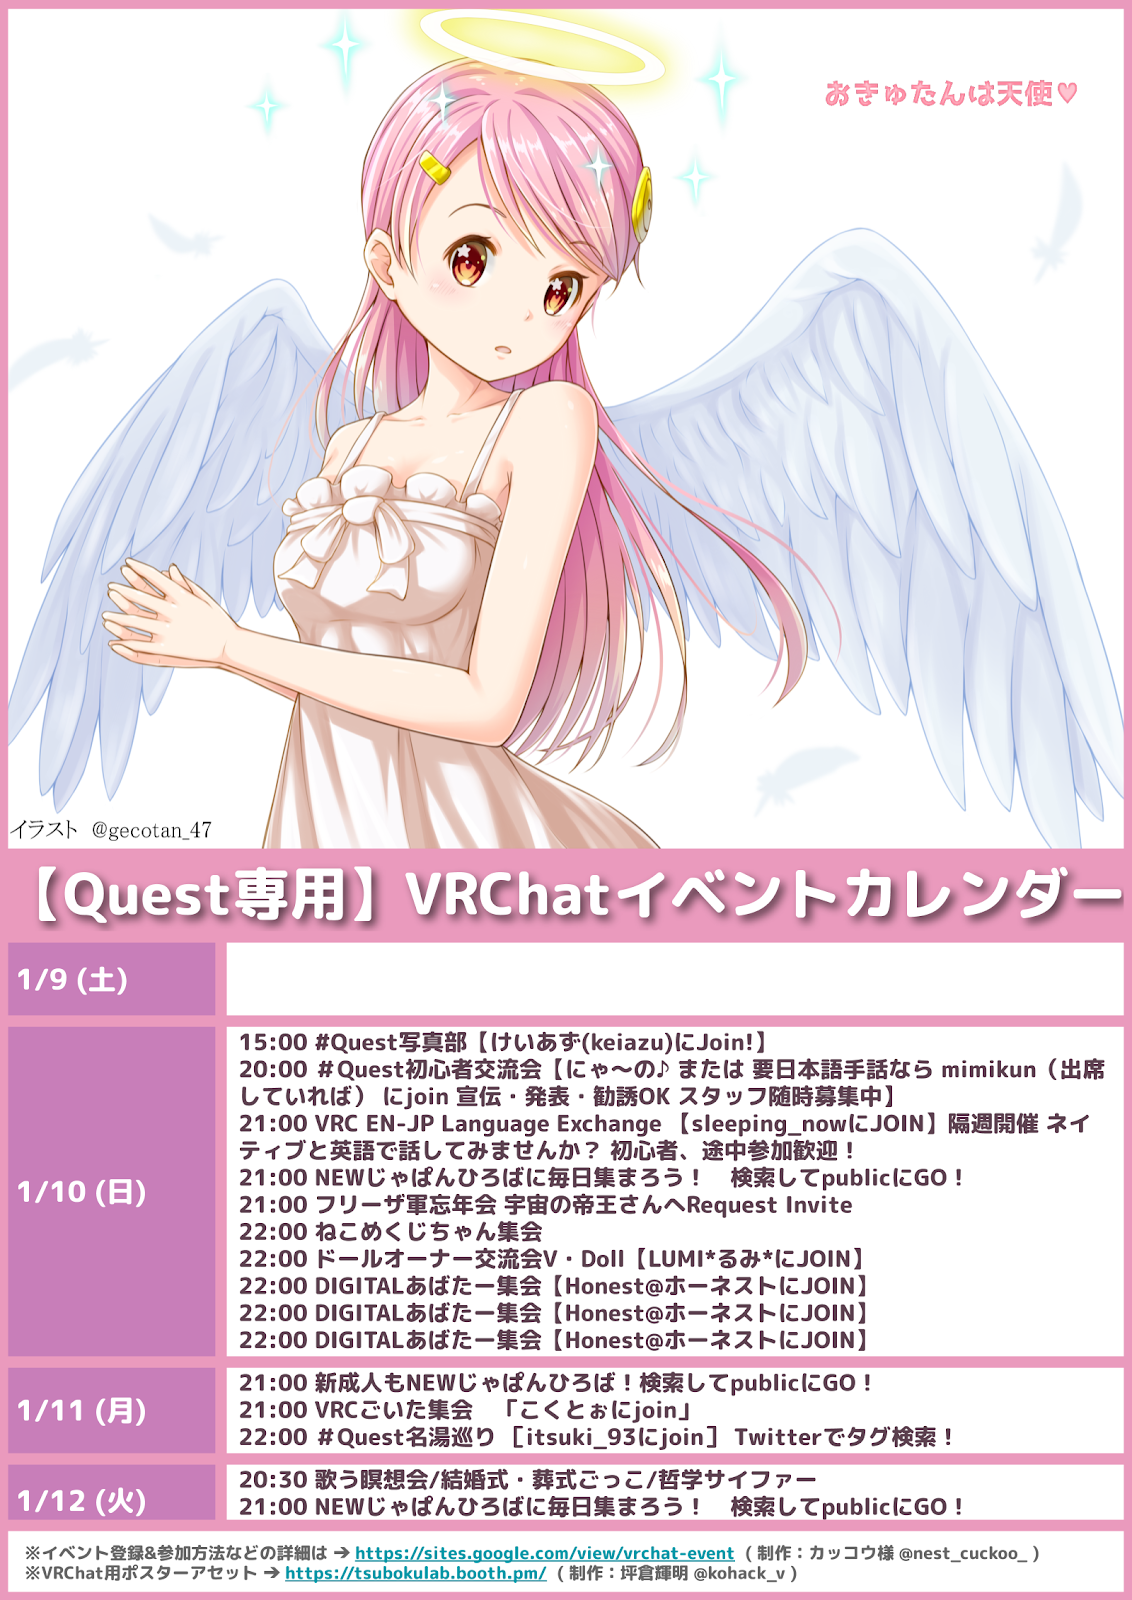 おきゅたんは天使♥
イラスト @gecotan_47
【Quest専用】VRChatイベントカレンダー
1/9 (土)
1/10 (日)
15:00 #Quest写真部【けいあず(keiazu)にJoin!】
20:00 #Quest初心者交流会【にゃ〜の♪ または 要日本語手話なら mimikun（出席
していれば） にjoin 宣伝・発表・勧誘OK スタッフ随時募集中】
21:00 VRC EN-JP Language Exchange 【sleeping_nowにJOIN】隔週開催 ネイ
ティブと英語で話してみませんか？ 初心者、途中参加歓迎！
21:00 NEWじゃぱんひろばに毎日集まろう！　検索してpublicにGO！
21:00 フリーザ軍忘年会 宇宙の帝王さんへRequest Invite
22:00 ねこめくじちゃん集会
22:00 ドールオーナー交流会V・Doll【LUMI*るみ*にJOIN】
22:00 DIGITALあばたー集会【Honest@ホーネストにJOIN】
22:00 DIGITALあばたー集会【Honest@ホーネストにJOIN】
22:00 DIGITALあばたー集会【Honest@ホーネストにJOIN】
1/11 (月)
21:00 新成人もNEWじゃぱんひろば！検索してpublicにGO！
21:00 VRCごいた集会　「こくとぉにjoin」
22:00 ＃Quest名湯巡り ［itsuki_93にjoin］ Twitterでタグ検索！
1/12 (火)
20:30 歌う瞑想会/結婚式・葬式ごっこ/哲学サイファー
21:00 NEWじゃぱんひろばに毎日集まろう！　検索してpublicにGO！
※イベント登録&参加方法などの詳細は ➔ https://sites.google.com/view/vrchat-event （ 制作：カッコウ様 @nest_cuckoo_ ）
※VRChat用ポスターアセット ➔ https://tsubokulab.booth.pm/ （ 制作：坪倉輝明 @kohack_v ）